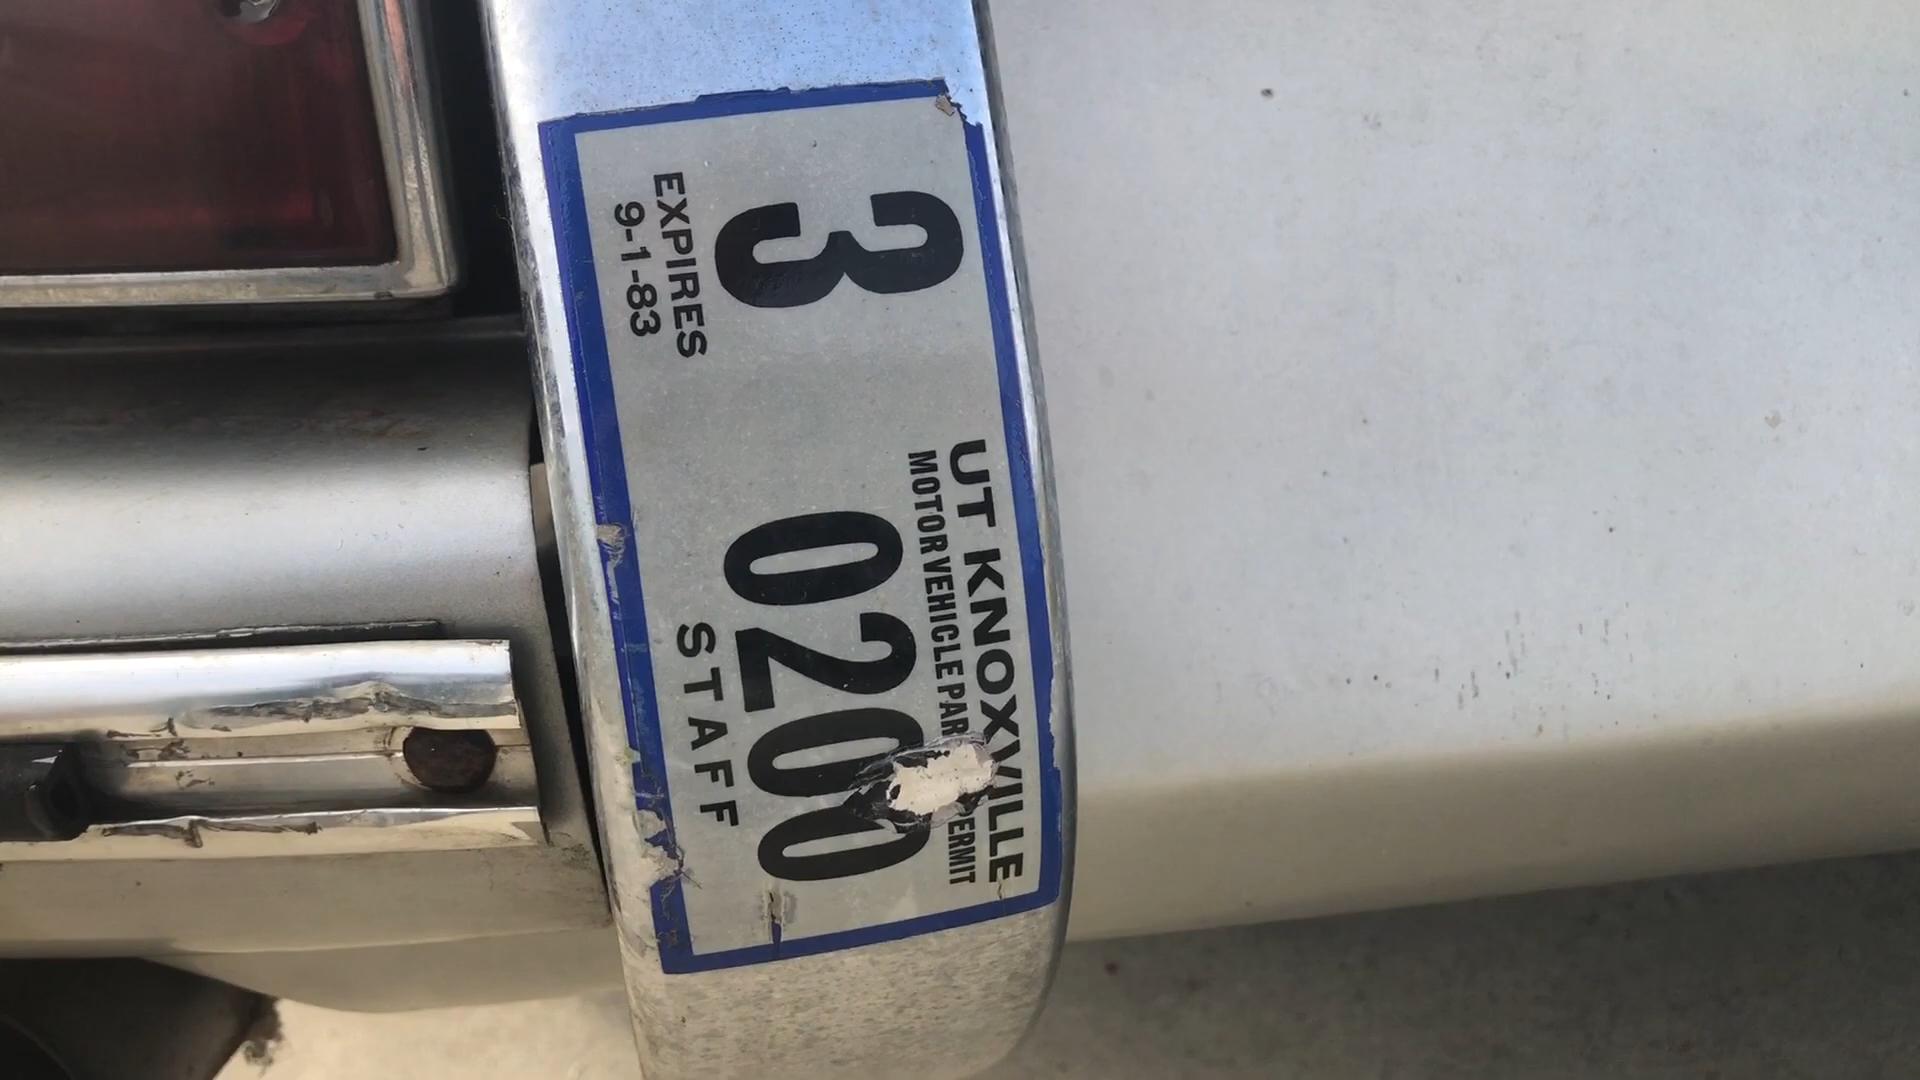 UT KNOXVILLE
MOTOR VEHICLE PARKING PERMIT
3 0200
EXPIRES
9-1-83
STAFF